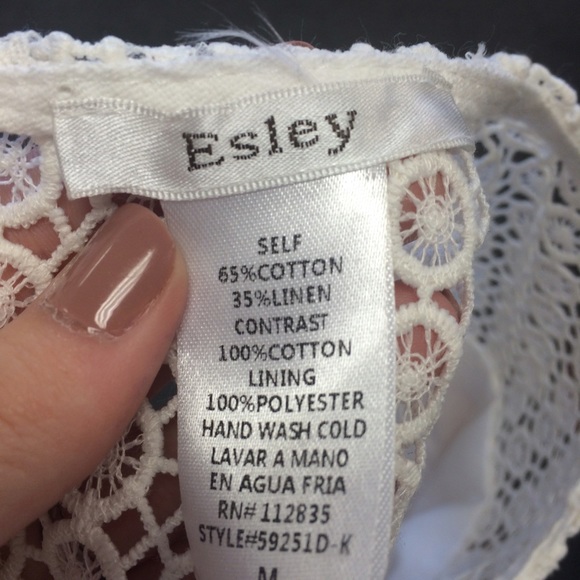 Esley
SELF
65%COTTON
35%LINEN
CONTRAST
100%COTTON
LINING
100%POLYESTER
HAND WASH COLD
LAVAR A MANO
EN AGUA FRIA
RN# 112835
STYLE#59251D-K
M